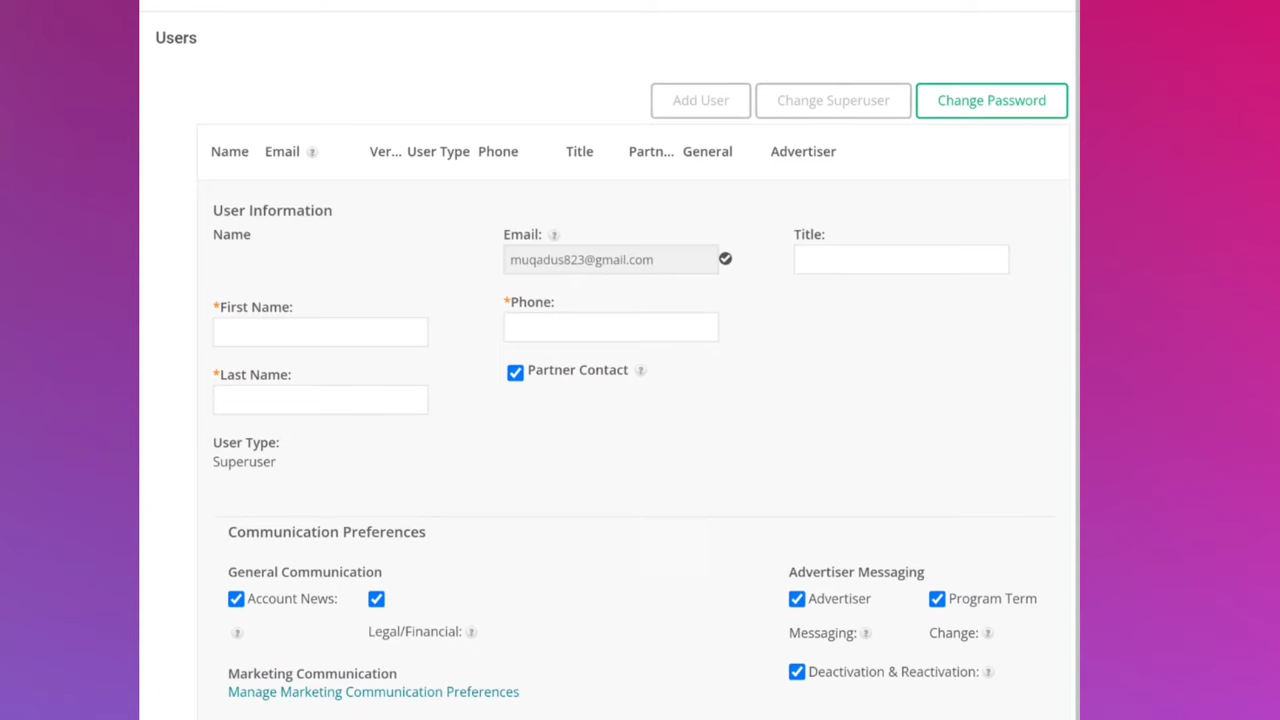 Users
Add User Change Superuser Change Password
Name Email ? Ver... User Type Phone Title Partn... General Advertiser
User Information
Name Email: ? Title:
muqadus823@gmail.com
*First Name: *Phone:
Partner Contact ?
*Last Name:
User Type:
Superuser
Communication Preferences
General Communication Advertiser Messaging
Account News: Advertiser Program Term
? Legal/Financial: ? Messaging: ? Change: ?
Marketing Communication Deactivation & Reactivation: ?
Manage Marketing Communication Preferences